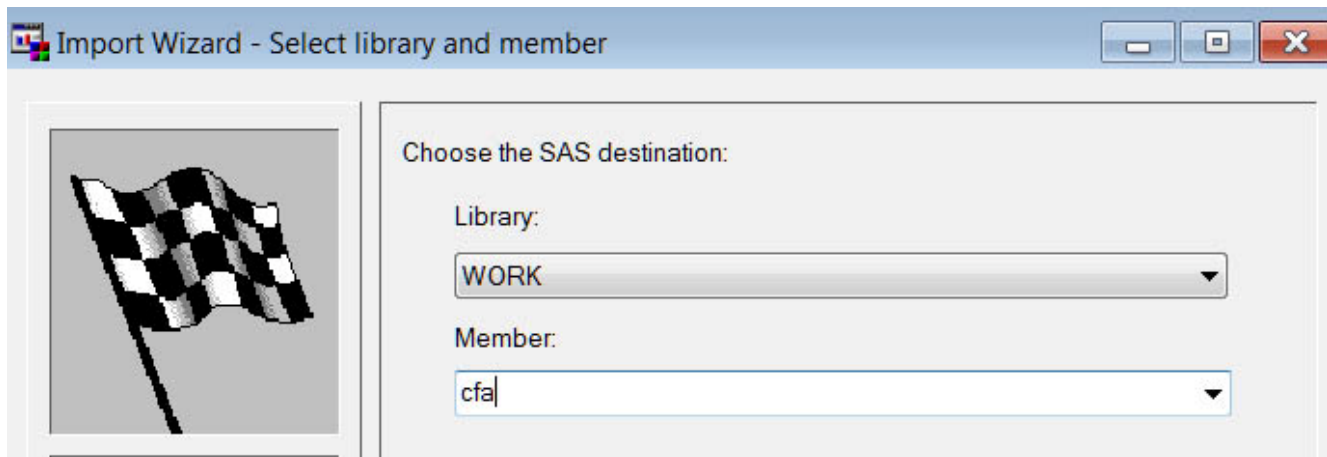 Import Wizard - Select library and member
Choose the SAS destination:
Library:
WORK
Member:
cfa